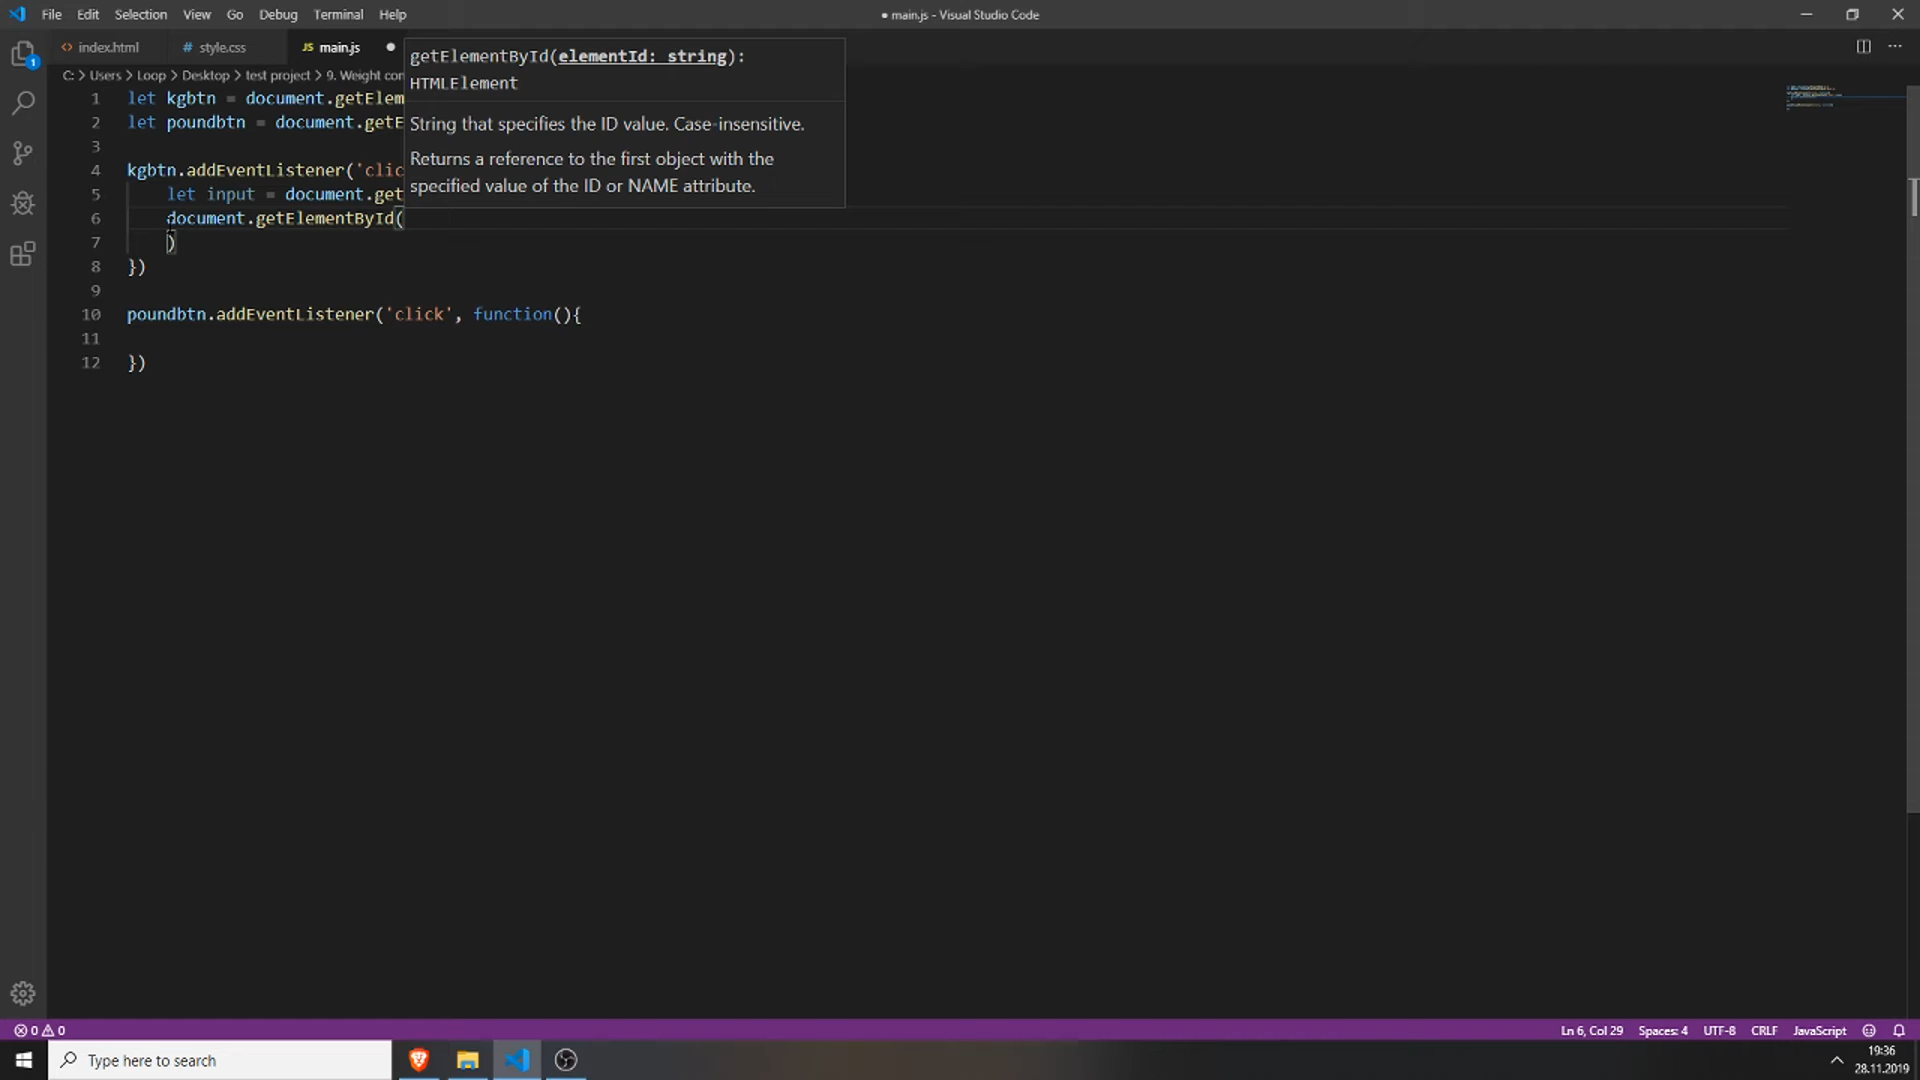 File Edit Selection View Go Debug Terminal Help
● main.js - Visual Studio Code
index.html
# style.css
JS main.js ●
C: > Users > Loop > Desktop > test project > 9. Weight con
getElementById(elementId: string):
HTMLElement
String that specifies the ID value. Case-insensitive.
Returns a reference to the first object with the
specified value of the ID or NAME attribute.
1 let kgbtn = document.getElem
2 let poundbtn = document.getE
3
4 kgbtn.addEventListener('clic
5 let input = document.get
6 document.getElementById(
7 )
8 })
9
10 poundbtn.addEventListener('click', function(){
11
12 })
1
0 0
Ln 6, Col 29 Spaces: 4 UTF-8 CRLF JavaScript
Type here to search
19:36
28.11.2019